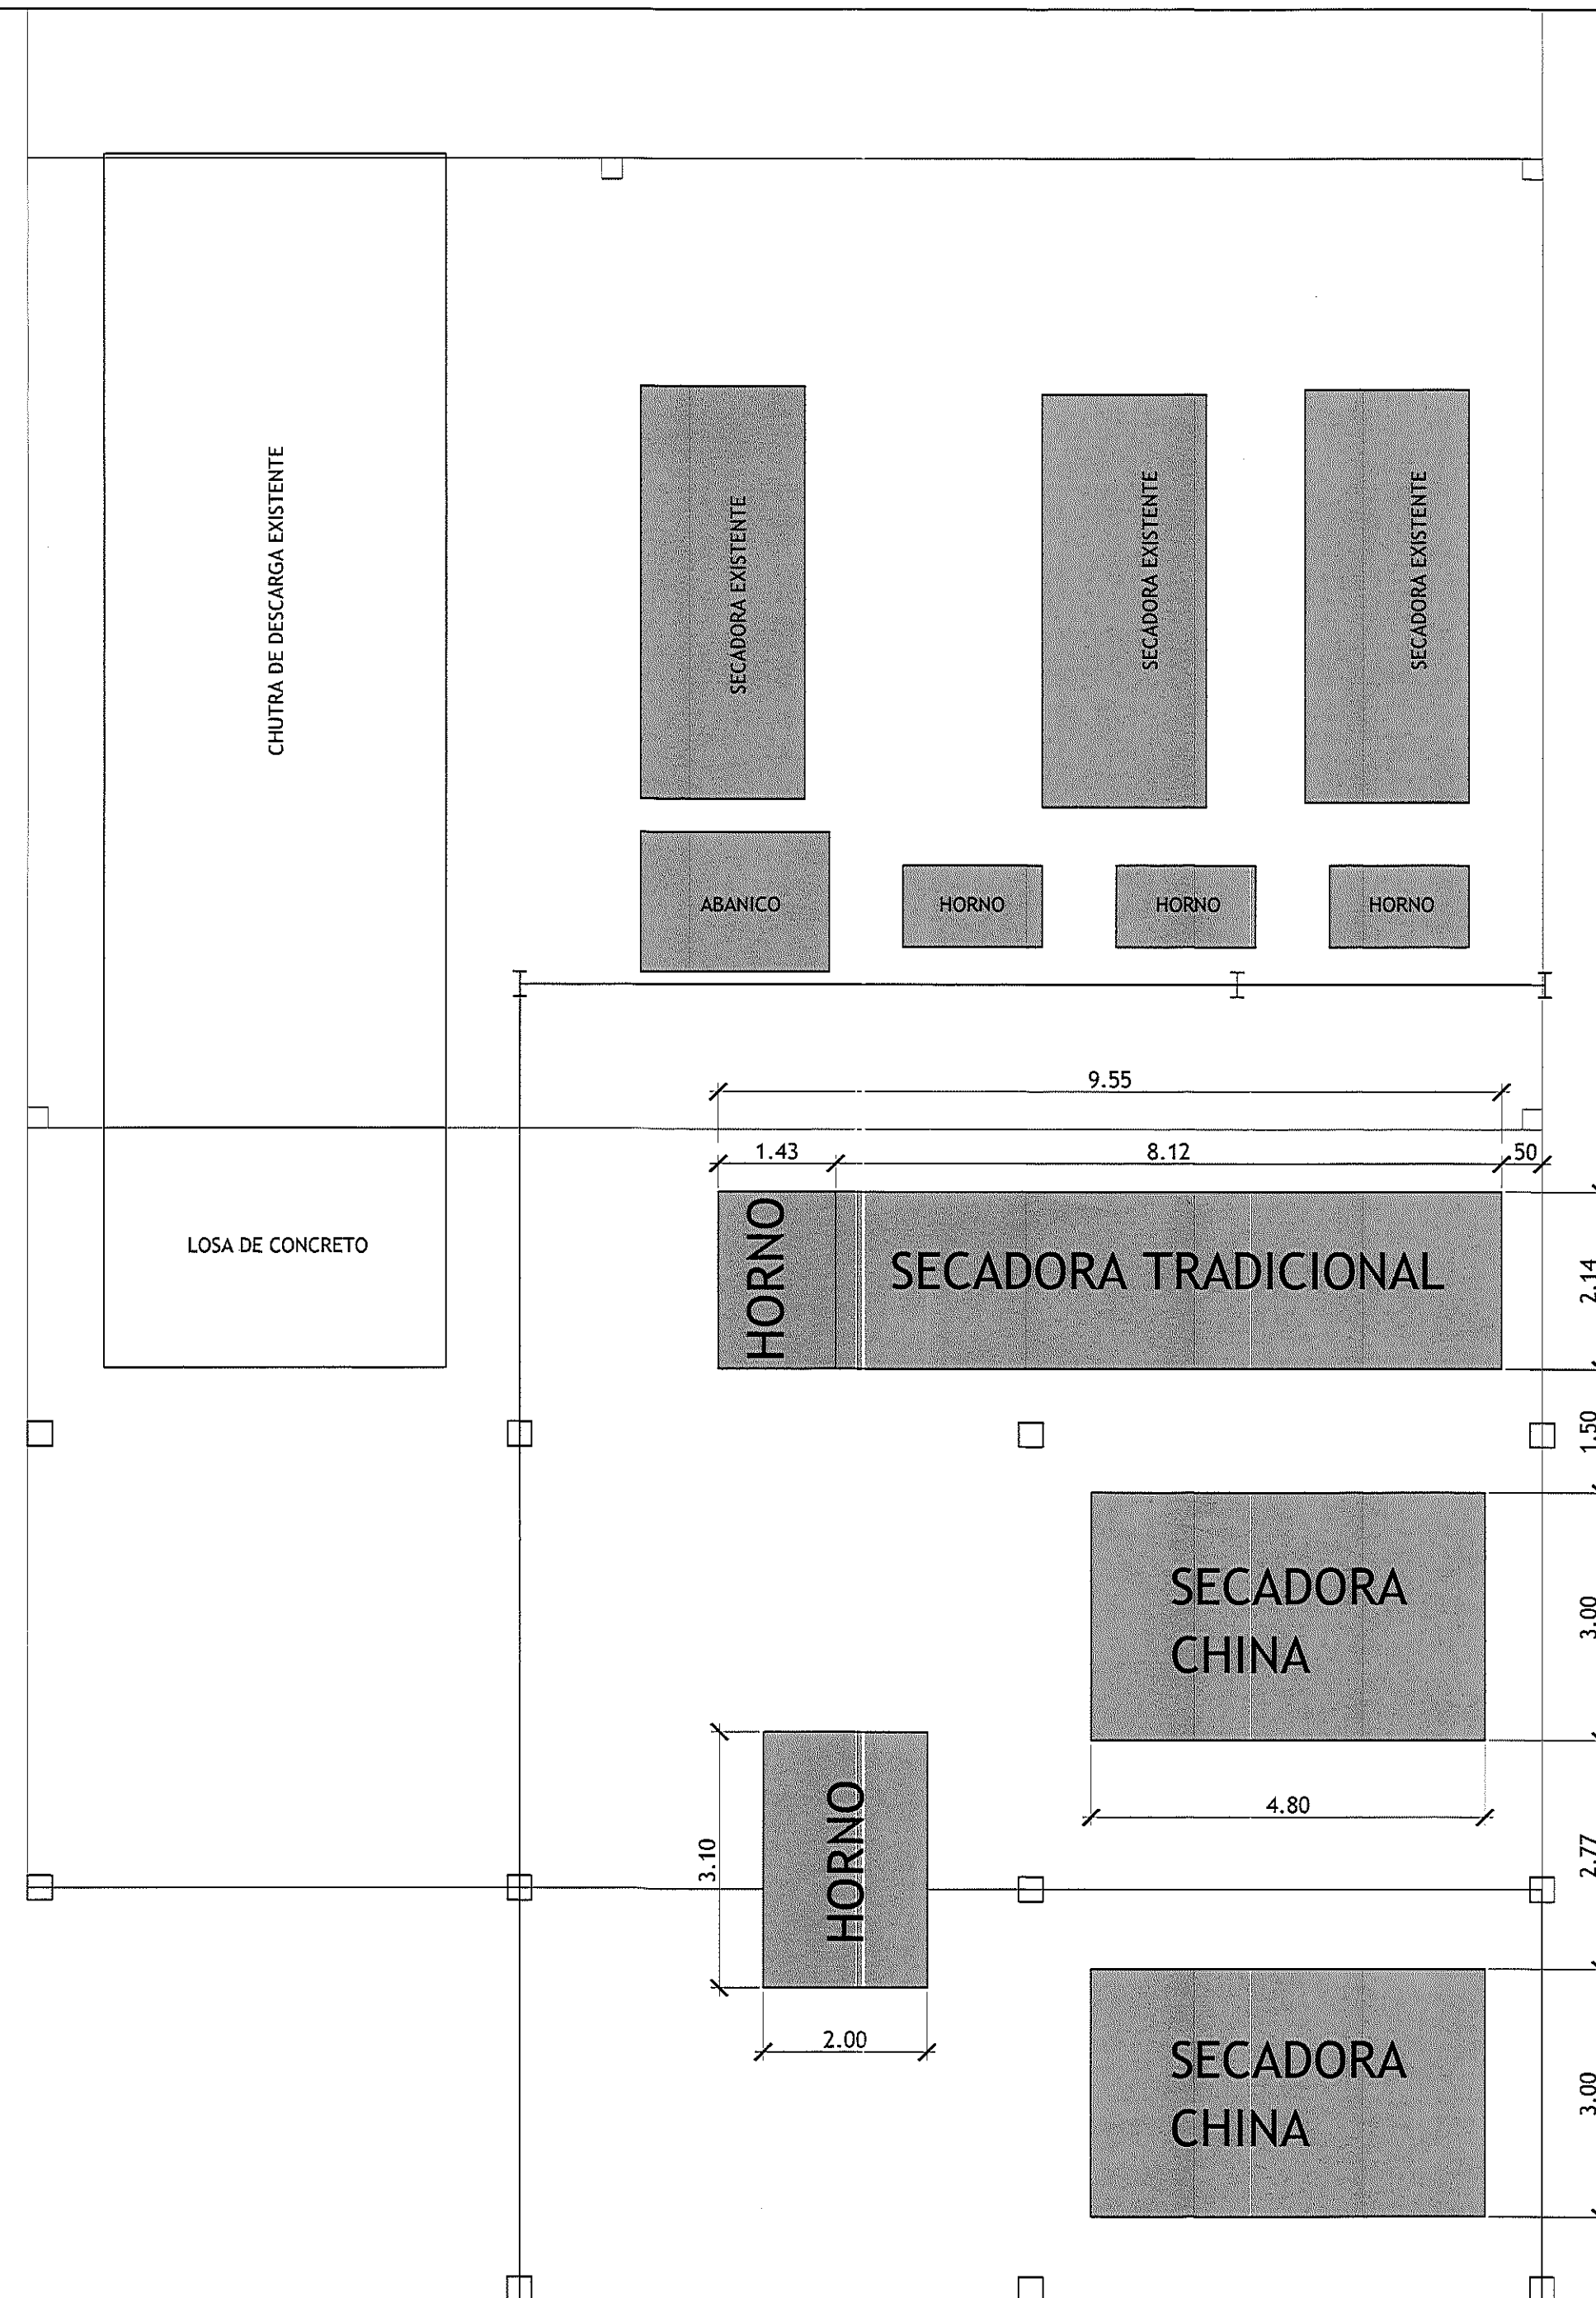 CHUTRA DE DESCARGA EXISTENTE
SECADORA EXISTENTE
SECADORA EXISTENTE
SECADORA EXISTENTE
ABANICO
HORNO
HORNO
HORNO
9.55
1.43
8.12
.50
LOSA DE CONCRETO
HORNO
SECADORA TRADICIONAL
2.14
1.50
SECADORA
CHINA
3.00
4.80
3.10
HORNO
2.77
2.00
SECADORA
CHINA
3.00